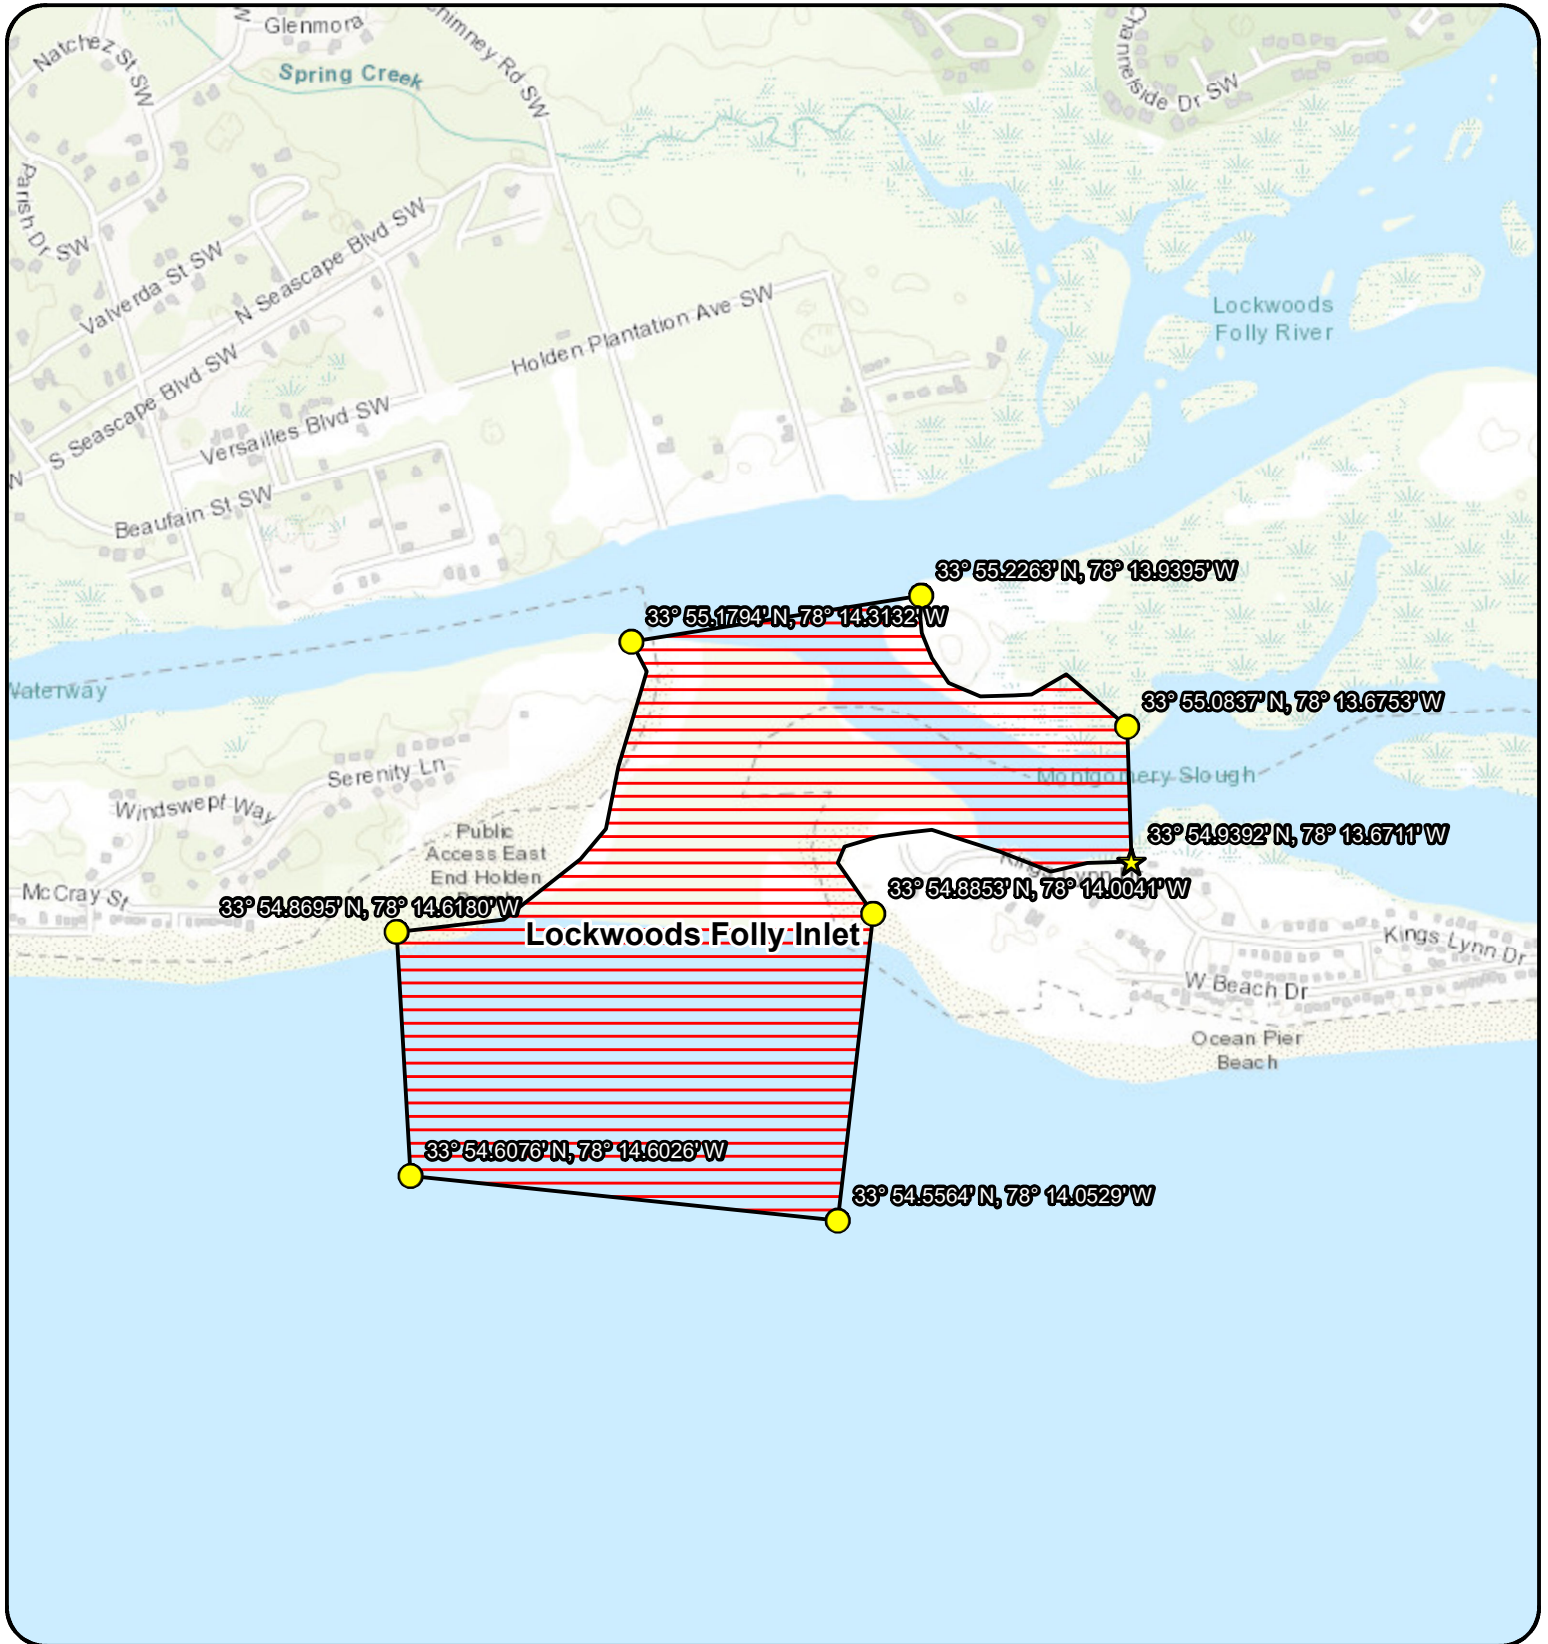 Glenmora
Natchez St SW
Chimney Rd SW
Spring Creek
Channelside Dr SW
Parish Dr SW
Valverda St SW
N Seascape Blvd SW
Lockwoods
Folly River
Holden Plantation Ave SW
S Seascape Blvd SW
Versailles Blvd SW
Beaufain St SW
33° 55.2263' N, 78° 13.9395' W
33° 55.1794' N, 78° 14.3132' W
Waterway
33° 55.0837' N, 78° 13.6753' W
Serenity Ln
Montgomery Slough
Windswept Way
Public
Access East
End Holden
33° 54.9392' N, 78° 13.6711' W
Kings Lynn
McCray St
33° 54.8853' N, 78° 14.0041' W
33° 54.8695' N, 78° 14.6180' W
Lockwoods Folly Inlet
Kings Lynn Dr
W Beach Dr
Ocean Pier
Beach
33° 54.6076' N, 78° 14.6026' W
33° 54.5564' N, 78° 14.0529' W